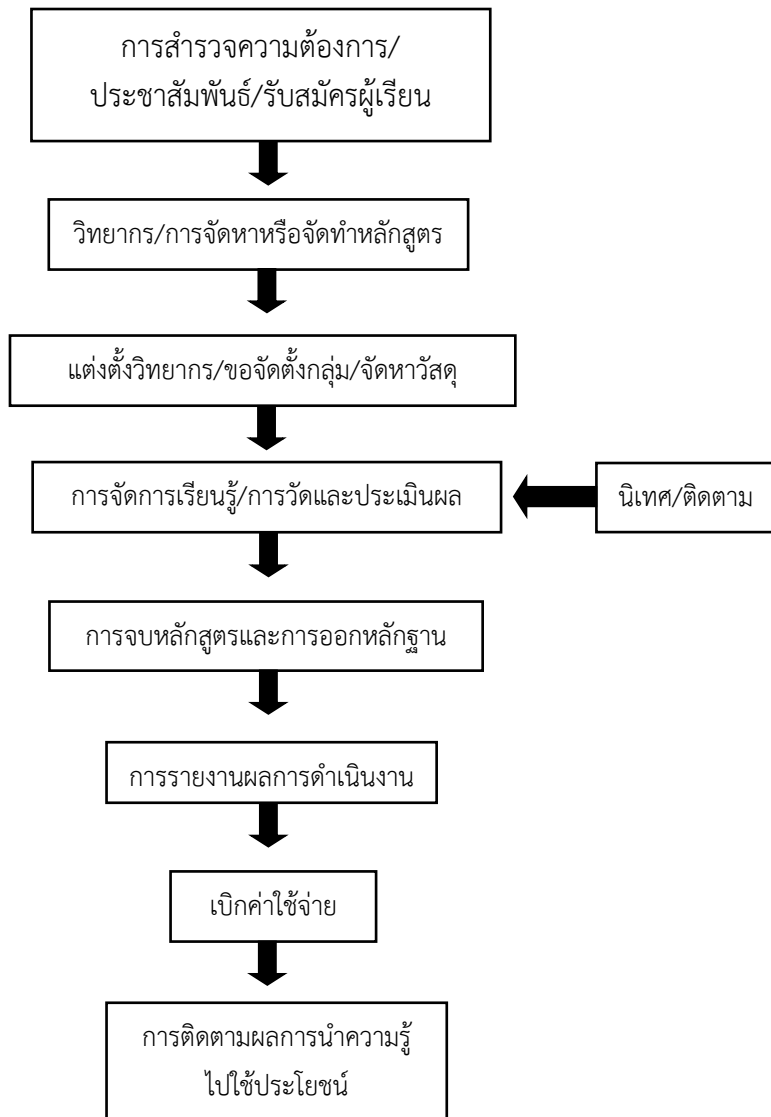 การสำรวจความต้องการ/
ประชาสัมพันธ์/รับสมัครผู้เรียน
วิทยากร/การจัดหาหรือจัดทำหลักสูตร
แต่งตั้งวิทยากร/ขอจัดตั้งกลุ่ม/จัดหาวัสดุ
การจัดการเรียนรู้/การวัดและประเมินผล
นิเทศ/ติดตาม
การจบหลักสูตรและการออกหลักฐาน
การรายงานผลการดำเนินงาน
เบิกค่าใช้จ่าย
การติดตามผลการนำความรู้
ไปใช้ประโยชน์